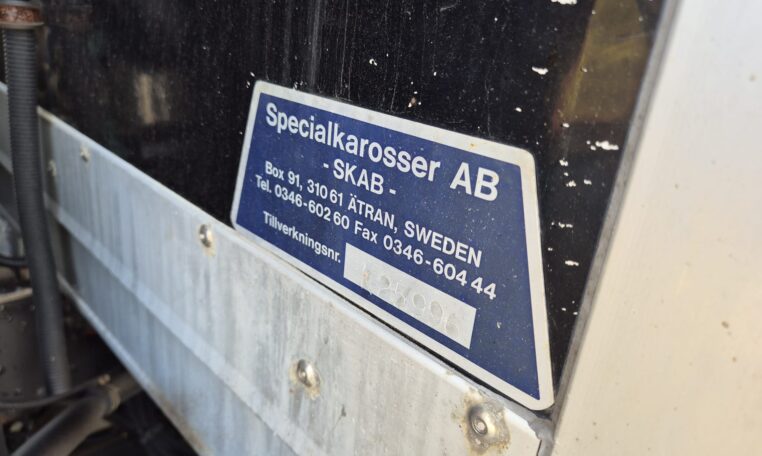 Specialkarosser AB
- SKAB -
Box 91, 310 61 ÄTRAN, SWEDEN
Tel. 0346-602 60 Fax 0346-604 44
Tillverkningsnr.